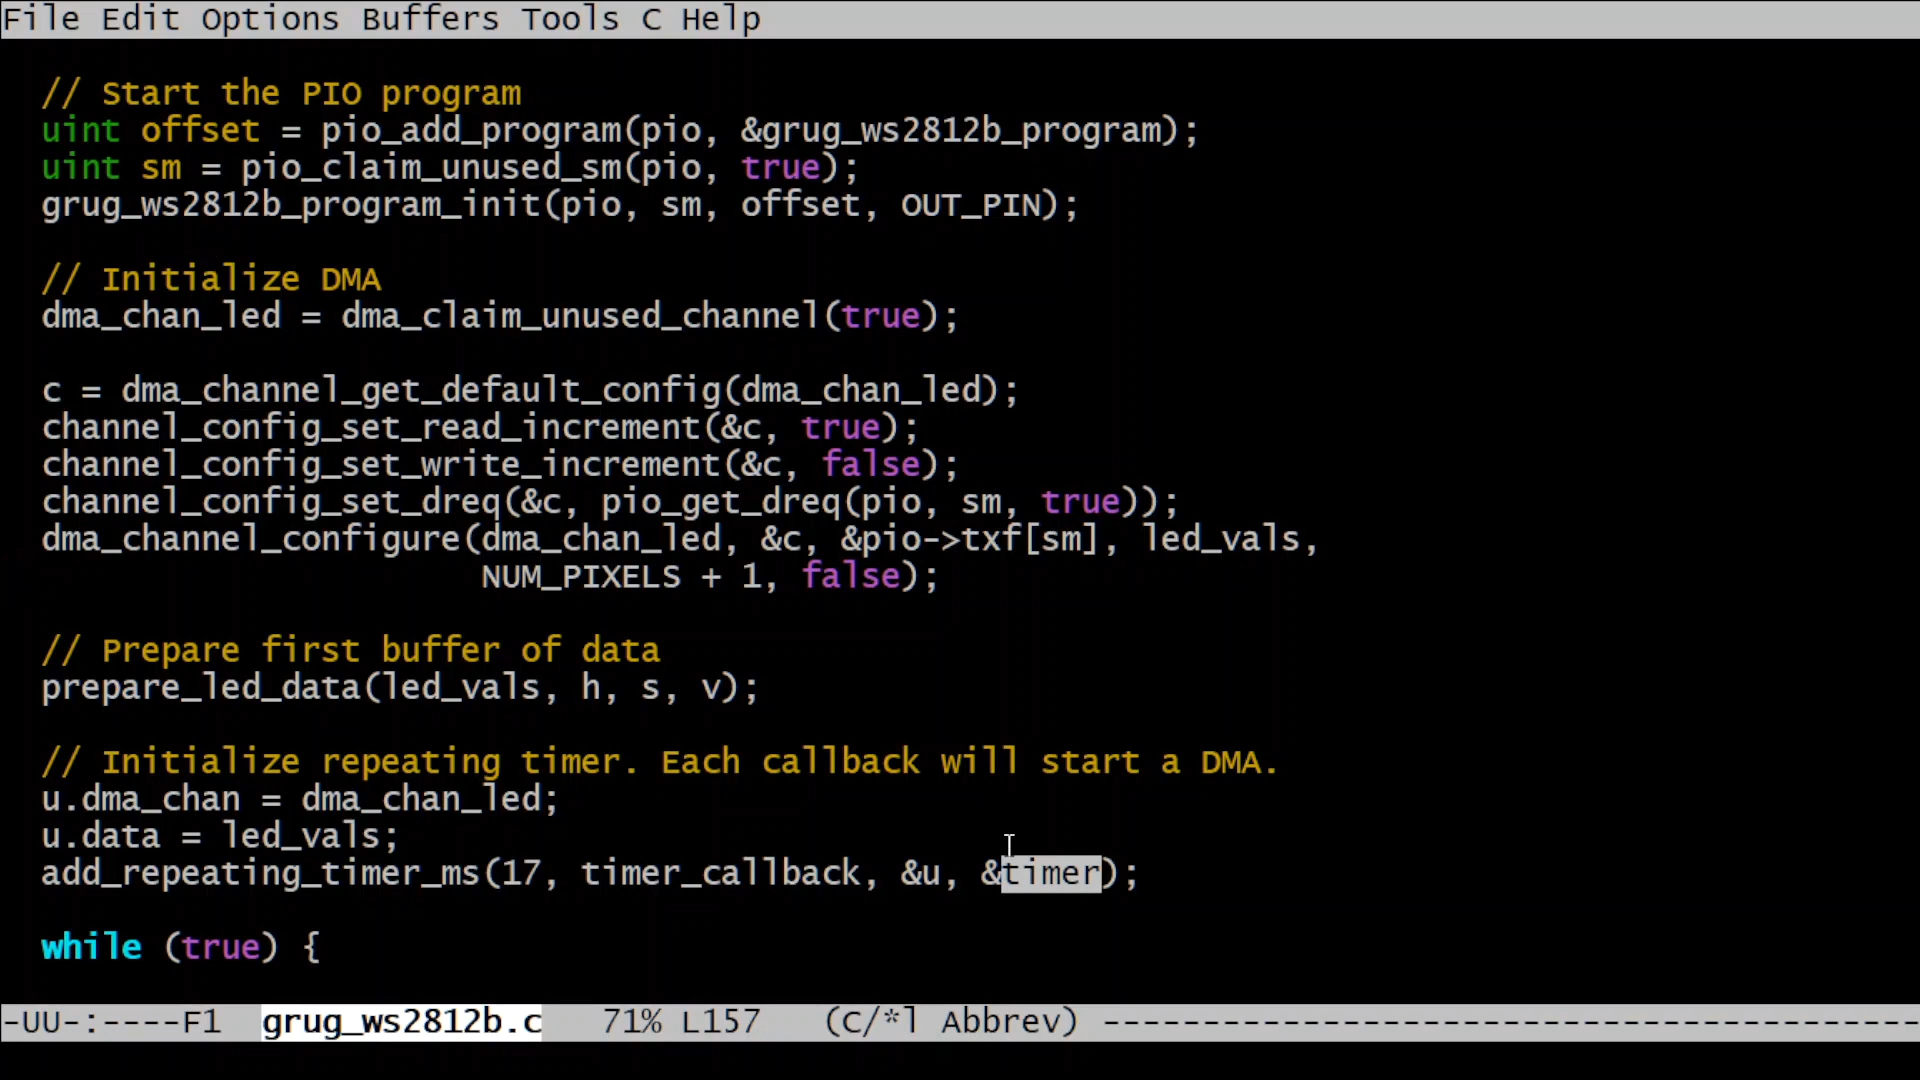 File Edit Options Buffers Tools C Help
// Start the PIO program
uint offset = pio_add_program(pio, &grug_ws2812b_program);
uint sm = pio_claim_unused_sm(pio, true);
grug_ws2812b_program_init(pio, sm, offset, OUT_PIN);
// Initialize DMA
dma_chan_led = dma_claim_unused_channel(true);
c = dma_channel_get_default_config(dma_chan_led);
channel_config_set_read_increment(&c, true);
channel_config_set_write_increment(&c, false);
channel_config_set_dreq(&c, pio_get_dreq(pio, sm, true));
dma_channel_configure(dma_chan_led, &c, &pio->txf[sm], led_vals,
NUM_PIXELS + 1, false);
// Prepare first buffer of data
prepare_led_data(led_vals, h, s, v);
// Initialize repeating timer. Each callback will start a DMA.
u.dma_chan = dma_chan_led;
u.data = led_vals;
add_repeating_timer_ms(17, timer_callback, &u, &timer);
while (true) {
-UU-:----F1 grug_ws2812b.c 71% L157 (C/*l Abbrev) -----------------------------------------